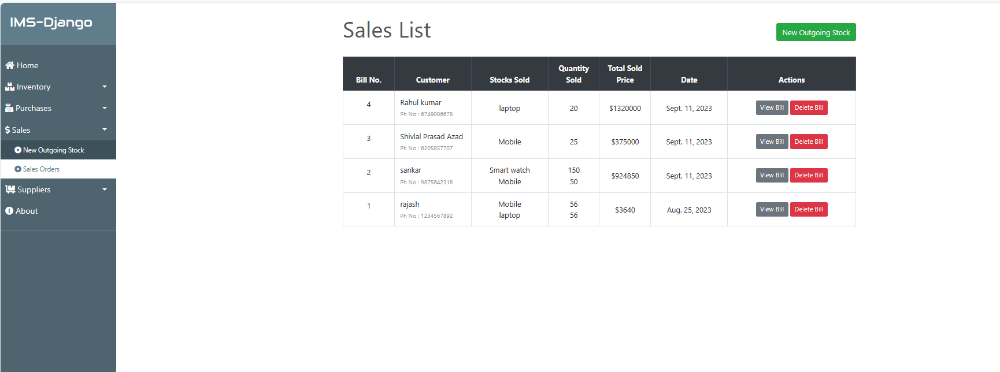 IMS-Django
Home
Inventory
Purchases
Sales
New Outgoing Stock
Sales Orders
Suppliers
About
Sales List
New Outgoing Stock
Bill No. Customer Stocks Sold Quantity Sold Total Sold Price Date Actions
4 Rahul kumar laptop 20 $1320000 Sept. 11, 2023 View Bill Delete Bill
Ph No : 6749086678
3 Shivlal Prasad Azad Mobile 25 $375000 Sept. 11, 2023 View Bill Delete Bill
Ph No : 6205857707
2 sankar Smart watch 150 $924850 Sept. 11, 2023 View Bill Delete Bill
Ph No : 9875642318 Mobile 50
1 rajash Mobile 56 $3640 Aug. 25, 2023 View Bill Delete Bill
Ph No : 1234567892 laptop 56